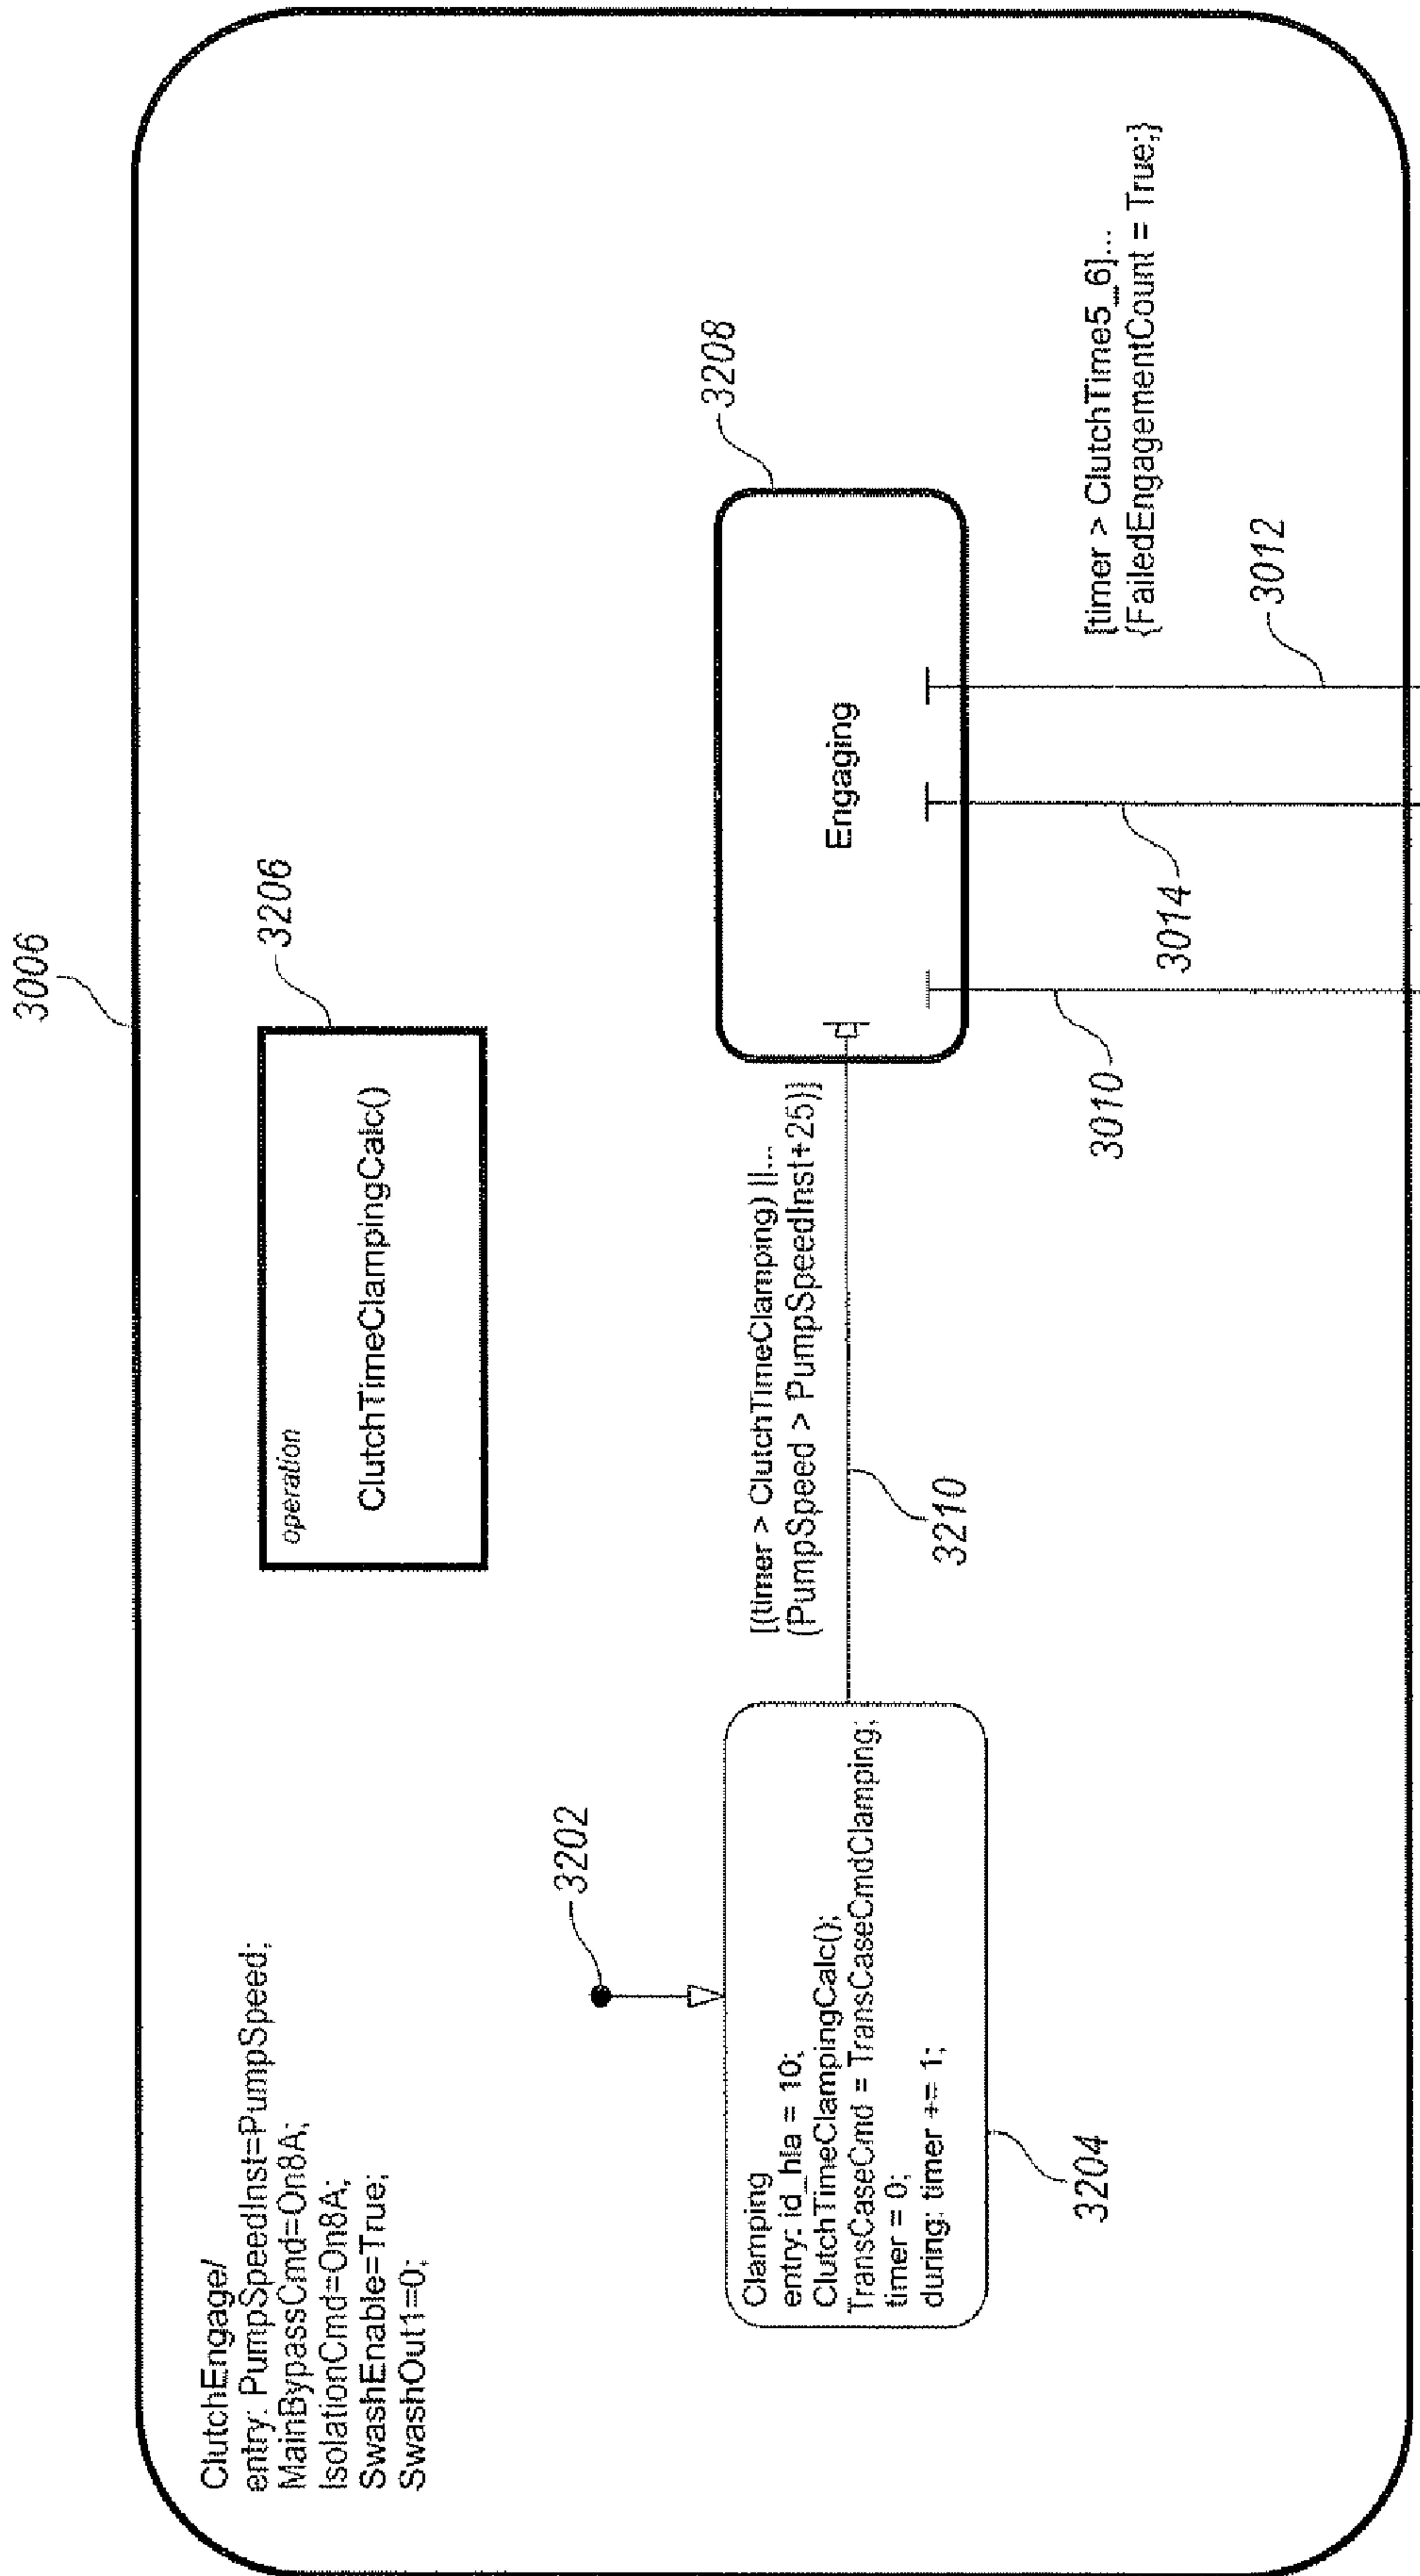 3006
ClutchEngage/
entry: PumpSpeedInst=PumpSpeed;
MainBypassCmd=On8A;
IsolationCmd=On8A;
SwashEnable=True;
SwashOut1=0;
operation
ClutchTimeClampingCalc()
3206
3202
Clamping
entry: id_hla = 10;
ClutchTimeClampingCalc();
TransCaseCmd = TransCaseCmdClamping;
timer = 0;
during: timer += 1;
3204
[(timer > ClutchTimeClamping) ||...
(PumpSpeed > PumpSpeedInst+25)]
3210
Engaging
3208
[timer > ClutchTime5_6]...
{FailedEngagementCount = True;}
3010
3014
3012